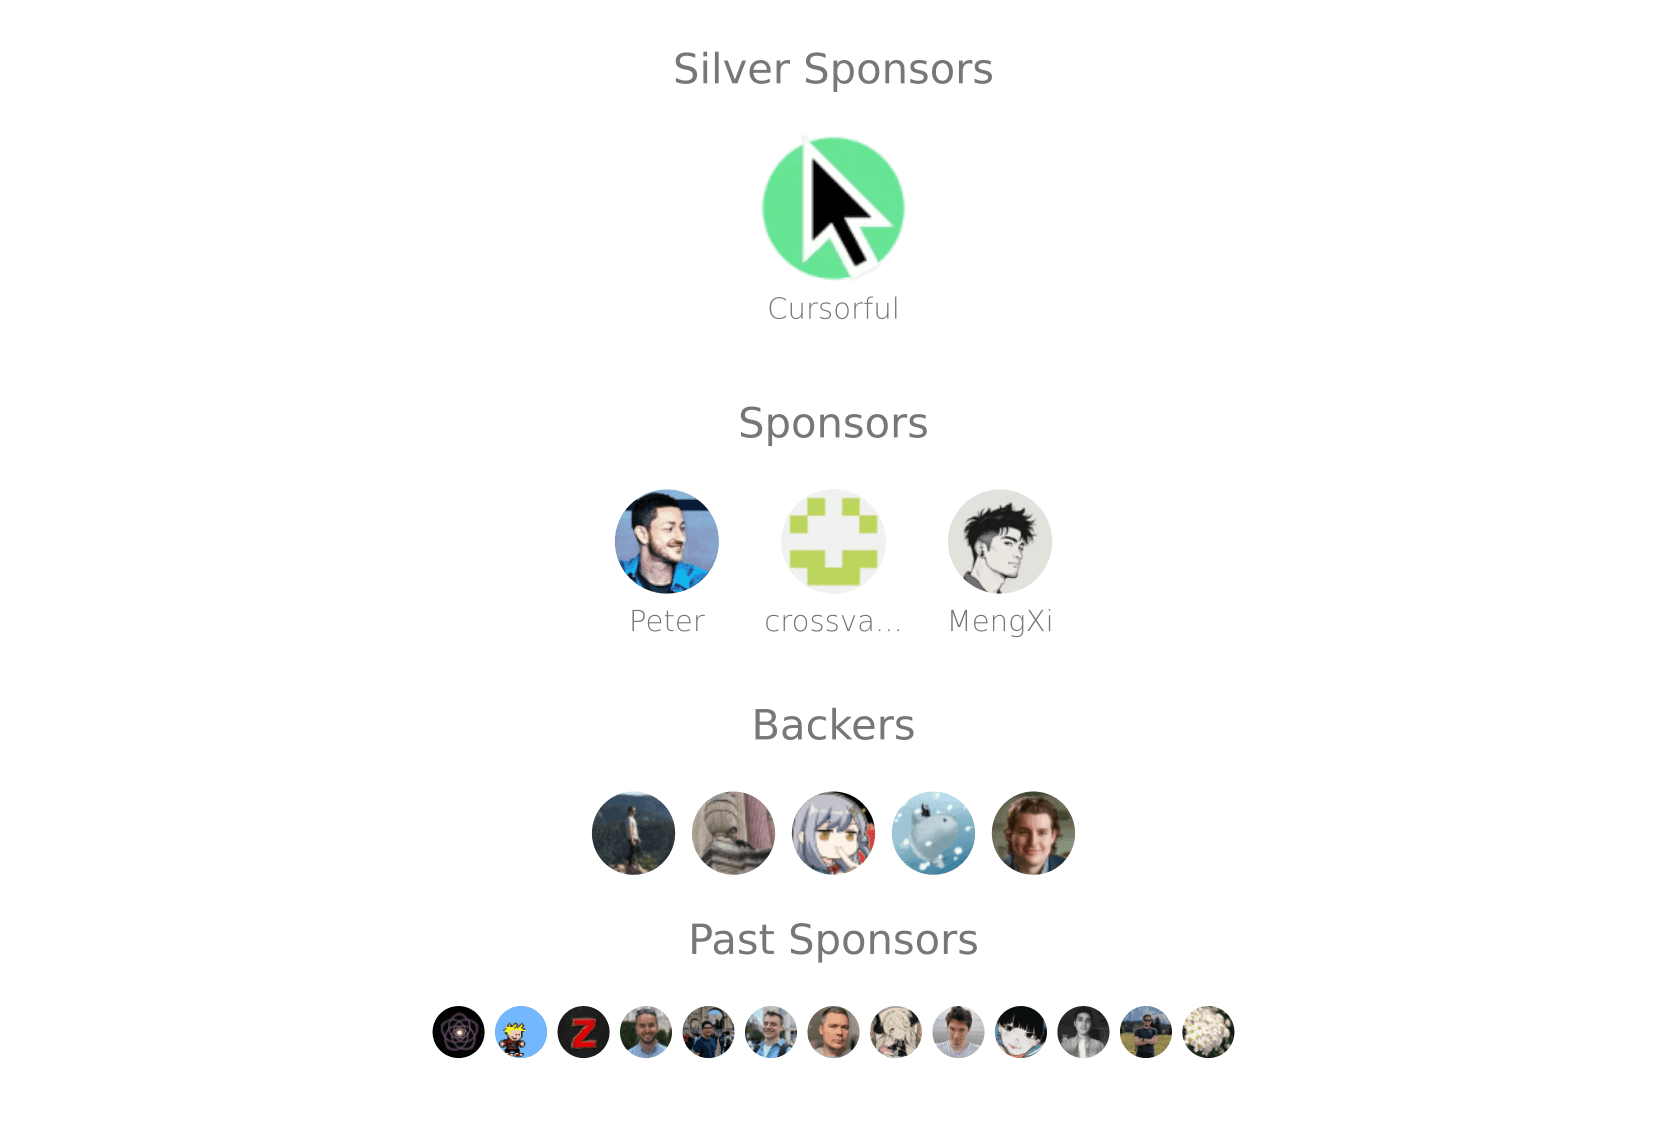 Silver Sponsors
Cursorful
Sponsors
Peter crossva... MengXi
Backers
Past Sponsors
Z